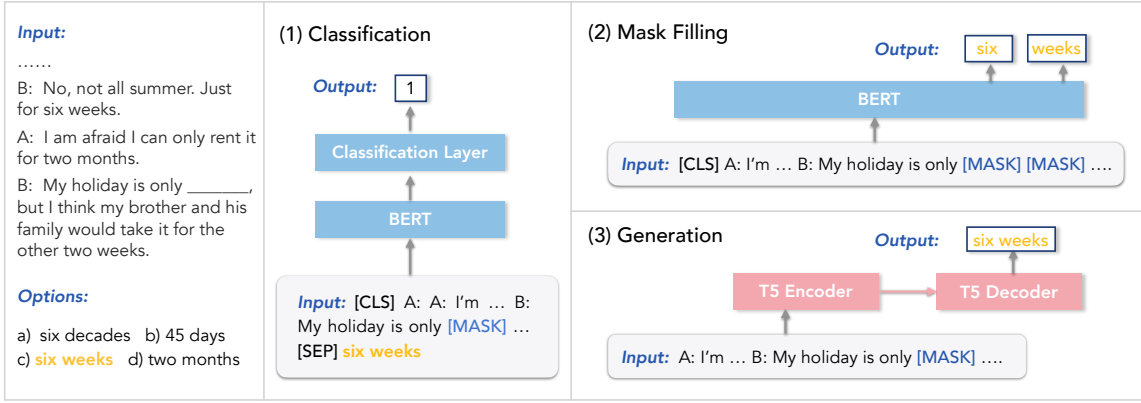 Input:
……
B: No, not all summer. Just
for six weeks.
A: I am afraid I can only rent it
for two months.
B: My holiday is only _______,
but I think my brother and his
family would take it for the
other two weeks.
Options:
a) six decades b) 45 days
c) six weeks d) two months
(1) Classification
Output: 1
Classification Layer
BERT
Input: [CLS] A: A: I'm … B:
My holiday is only [MASK] …
[SEP] six weeks
(2) Mask Filling
Output: six weeks
BERT
Input: [CLS] A: I'm … B: My holiday is only [MASK] [MASK] ….
(3) Generation
Output: six weeks
T5 Encoder T5 Decoder
Input: A: I'm … B: My holiday is only [MASK] ….